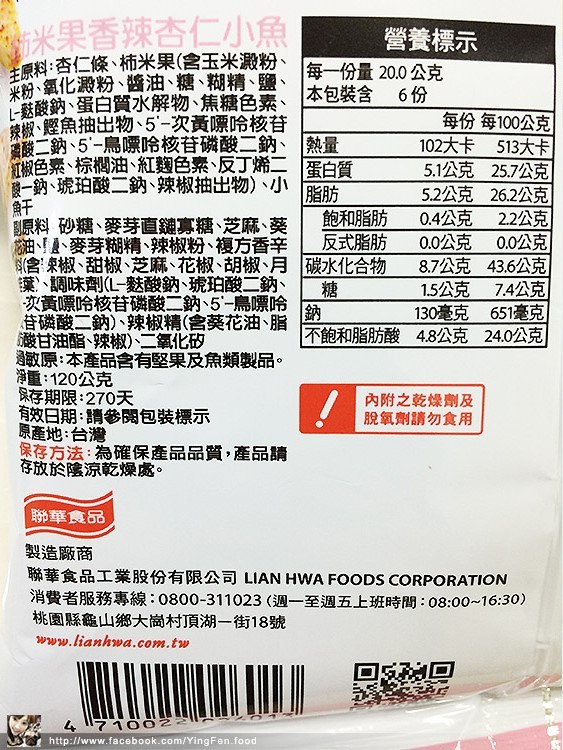 柿米果香辣杏仁小魚
主原料:杏仁條、柿米果(含玉米澱粉、
米粉、氧化澱粉、醬油、糖、糊精、鹽、
L-麩酸鈉、蛋白質水解物、焦糖色素、
辣椒、鰹魚抽出物、5'-次黃嘌呤核苷
磷酸二鈉、5'-鳥嘌呤核苷磷酸二鈉、
紅椒色素、棕櫚油、紅麴色素、反丁烯二
酸一鈉、琥珀酸二鈉、辣椒抽出物)、小
魚干
副原料:砂糖、麥芽直鏈寡糖、芝麻、葵
花油、鹽、麥芽糊精、辣椒粉、複方香辛
料(含辣椒、甜椒、芝麻、花椒、胡椒、月
桂葉)、調味劑(L-麩酸鈉、琥珀酸二鈉、
5'-次黃嘌呤核苷磷酸二鈉、5'-鳥嘌呤
核苷磷酸二鈉)、辣椒精(含葵花油、脂
肪酸甘油酯、辣椒)、二氧化矽
過敏原:本產品含有堅果及魚類製品。
淨重:120公克
保存期限:270天
有效日期:請參閱包裝標示
原產地:台灣
保存方法:為確保產品品質,產品請
存放於陰涼乾燥處。
營養標示
每一份量 20.0 公克
本包裝含 6 份
每份 每100公克
熱量 102大卡 513大卡
蛋白質 5.1公克 25.7公克
脂肪 5.2公克 26.2公克
飽和脂肪 0.4公克 2.2公克
反式脂肪 0.0公克 0.0公克
碳水化合物 8.7公克 43.6公克
糖 1.5公克 7.4公克
鈉 130毫克 651毫克
不飽和脂肪酸 4.8公克 24.0公克
內附之乾燥劑及
脫氧劑請勿食用
聯華食品
製造廠商
聯華食品工業股份有限公司 LIAN HWA FOODS CORPORATION
消費者服務專線:0800-311023 (週一至週五上班時間:08:00~16:30)
桃園縣龜山鄉大崗村頂湖一街18號
www.lianhwa.com.tw
4 710022
http://www.facebook.com/YingFen.food